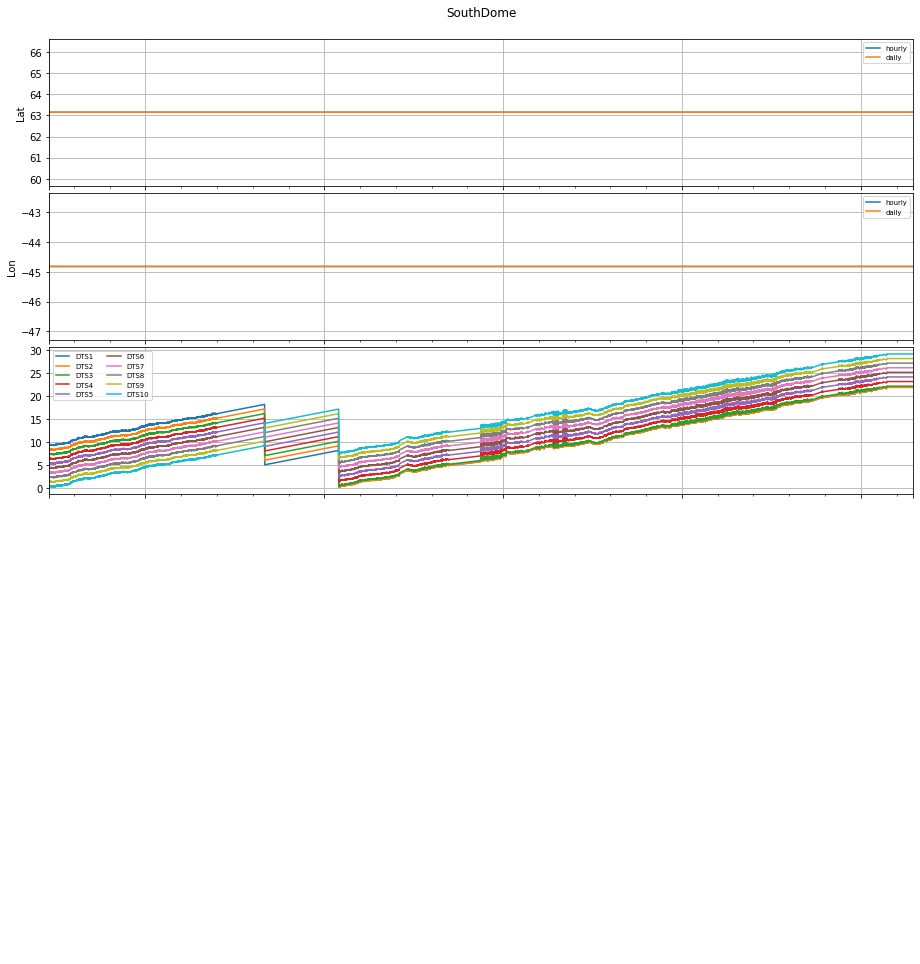 SouthDome
66
65
64
63
62
61
60
Lat
hourly
daily
−43
−44
−45
−46
−47
Lon
hourly
daily
30
25
20
15
10
5
0
DTS1 DTS6
DTS2 DTS7
DTS3 DTS8
DTS4 DTS9
DTS5 DTS10